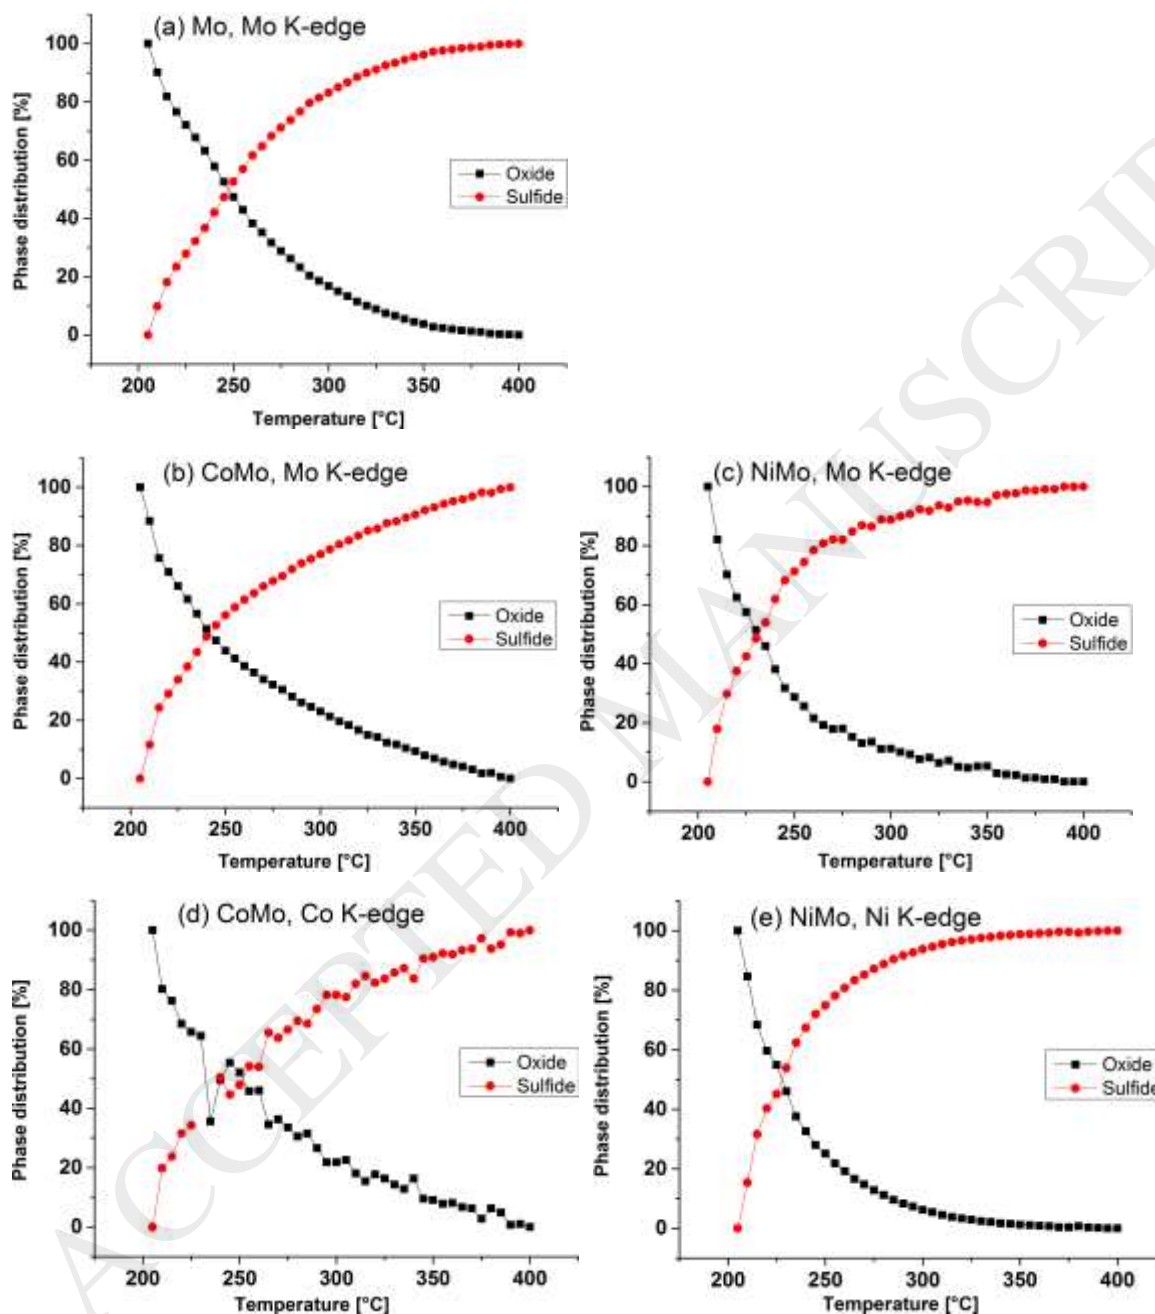 (a) Mo, Mo K-edge
Phase distribution [%]
100
80
60
40
20
0
Oxide
Sulfide
200 250 300 350 400
Temperature [°C]
(b) CoMo, Mo K-edge
Phase distribution [%]
100
80
60
40
20
0
Oxide
Sulfide
200 250 300 350 400
Temperature [°C]
(c) NiMo, Mo K-edge
Phase distribution [%]
100
80
60
40
20
0
Oxide
Sulfide
200 250 300 350 400
Temperature [°C]
(d) CoMo, Co K-edge
Phase distribution [%]
100
80
60
40
20
0
Oxide
Sulfide
200 250 300 350 400
Temperature [°C]
(e) NiMo, Ni K-edge
Phase distribution [%]
100
80
60
40
20
0
Oxide
Sulfide
200 250 300 350 400
Temperature [°C]
ACCEPTED MANUSCRI